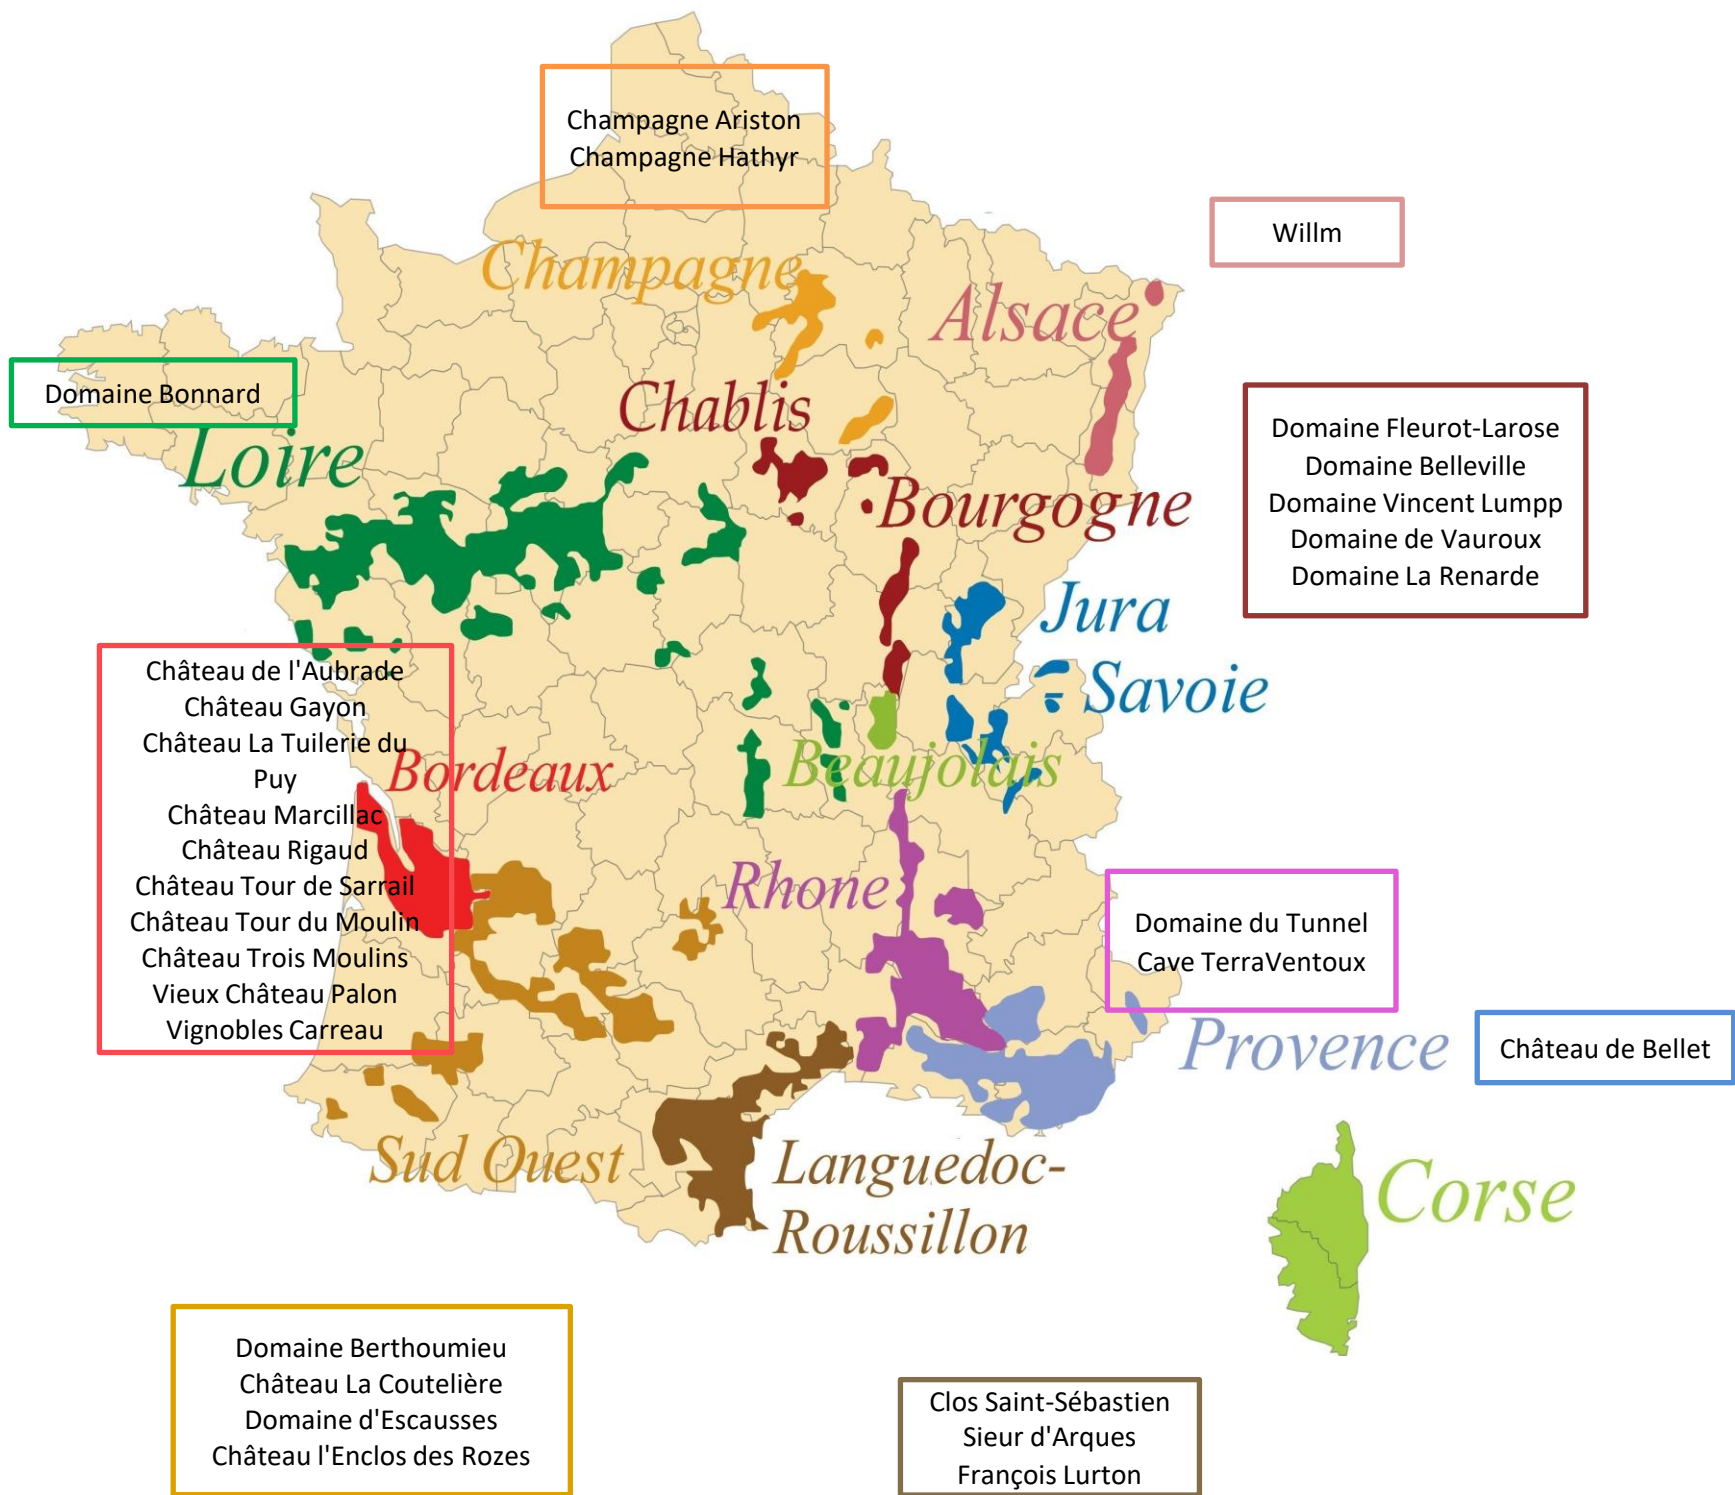 Champagne Ariston
Champagne Hathyr
Willm
Champagne
Alsace
Domaine Bonnard
Chablis
Loire
Domaine Fleurot-Larose
Domaine Belleville
Domaine Vincent Lumpp
Domaine de Vauroux
Domaine La Renarde
Bourgogne
Jura
Savoie
Château de l'Aubrade
Château Gayon
Château La Tuilerie du
Puy
Château Marcillac
Château Rigaud
Château Tour de Sarrail
Château Tour du Moulin
Château Trois Moulins
Vieux Château Palon
Vignobles Carreau
Bordeaux
Beaujolais
Rhone
Domaine du Tunnel
Cave TerraVentoux
Provence
Château de Bellet
Sud Ouest
Languedoc-
Roussillon
Corse
Domaine Berthoumieu
Château La Coutelière
Domaine d'Escausses
Château l'Enclos des Rozes
Clos Saint-Sébastien
Sieur d'Arques
François Lurton